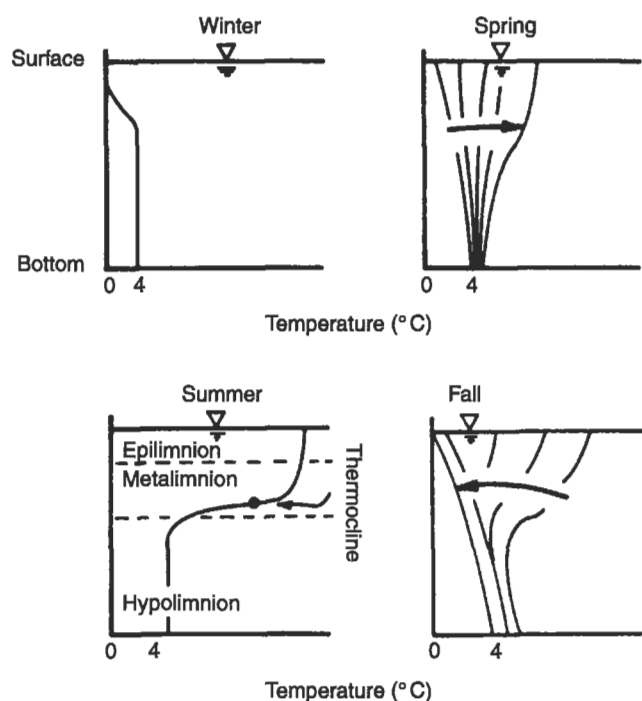 Winter
Spring
Surface
Bottom
0 4
4
Temperature (°C)
Summer
Fall
Epilimnion
Metalimnion
Thermocline
Hypolimnion
0 4
0 4
Temperature (°C)